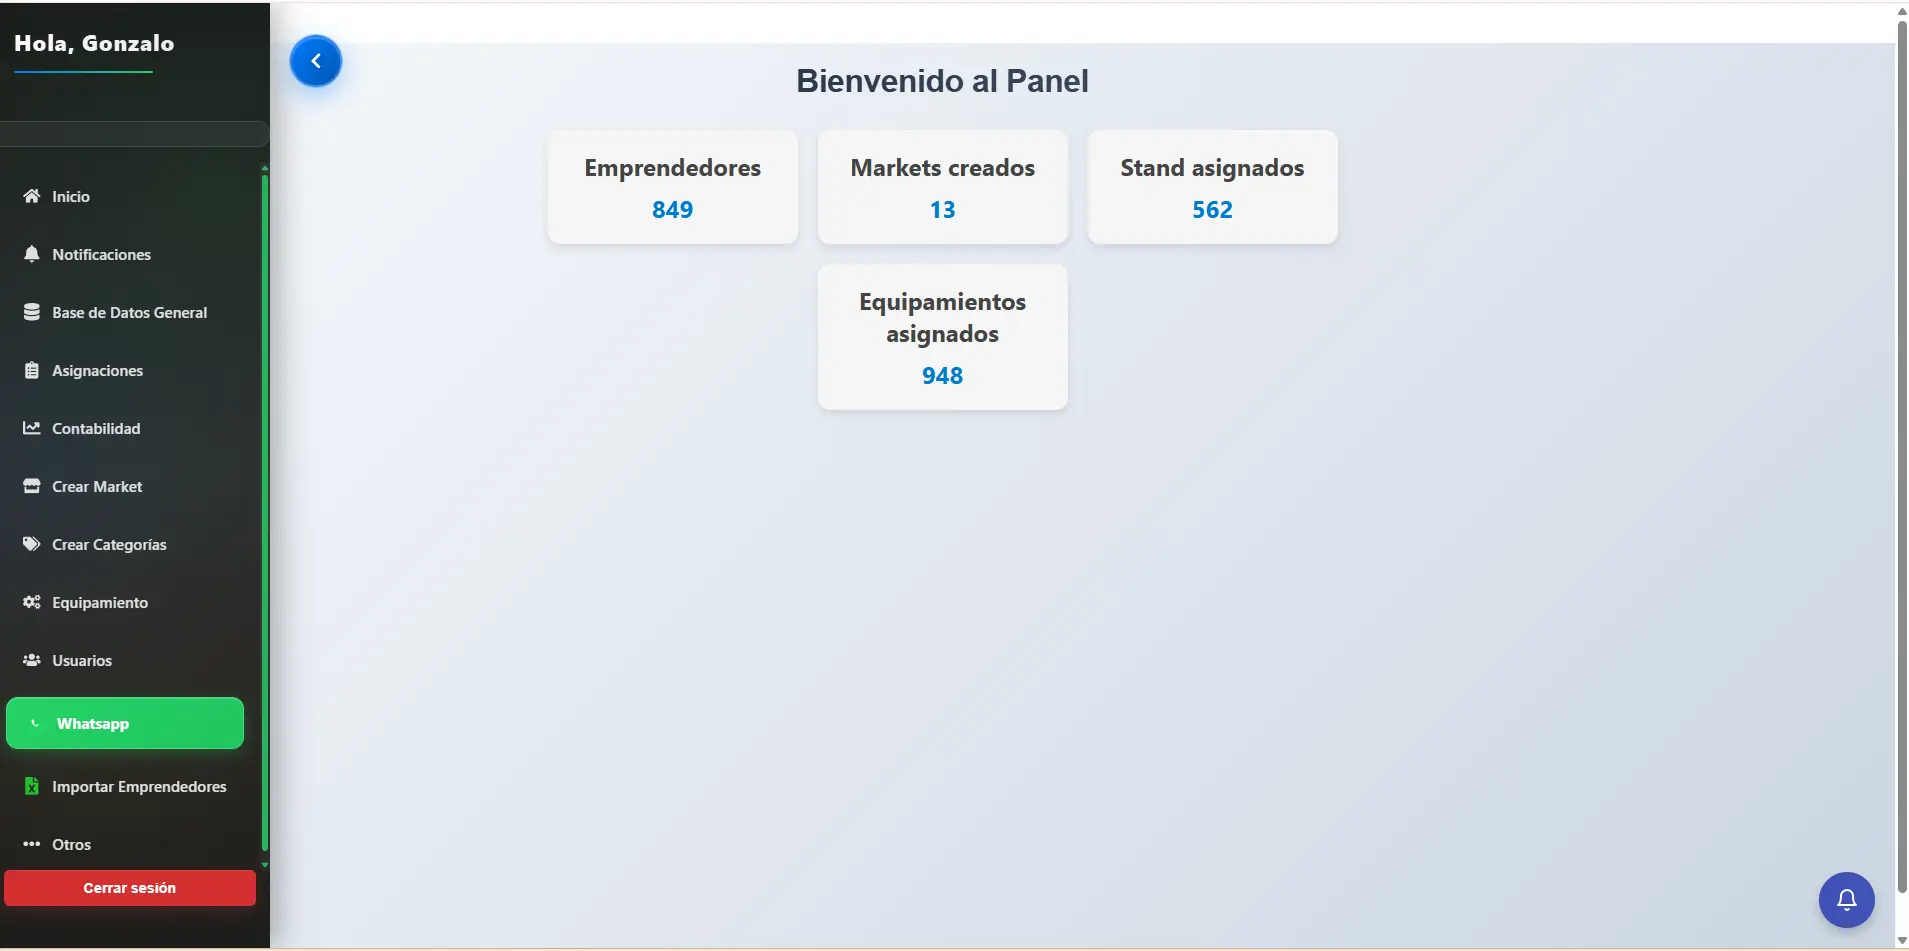 Hola, Gonzalo
Inicio
Notificaciones
Base de Datos General
Asignaciones
Contabilidad
Crear Market
Crear Categorías
Equipamiento
Usuarios
Whatsapp
Importar Emprendedores
Otros
Cerrar sesión
Bienvenido al Panel
Emprendedores
849
Markets creados
13
Stand asignados
562
Equipamientos
asignados
948